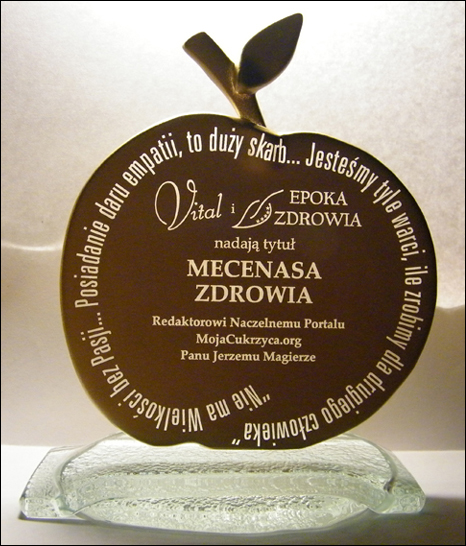 "Nie ma Wielkości bez Pasji... Posiadanie daru empatii, to duży skarb... Jesteśmy tyle warci, ile zrobimy dla drugiego człowieka"
Vital i EPOKA
ZDROWIA
nadają tytuł
MECENASA
ZDROWIA
Redaktorowi Naczelnemu Portalu
MojaCukrzyca.org
Panu Jerzemu Magierze